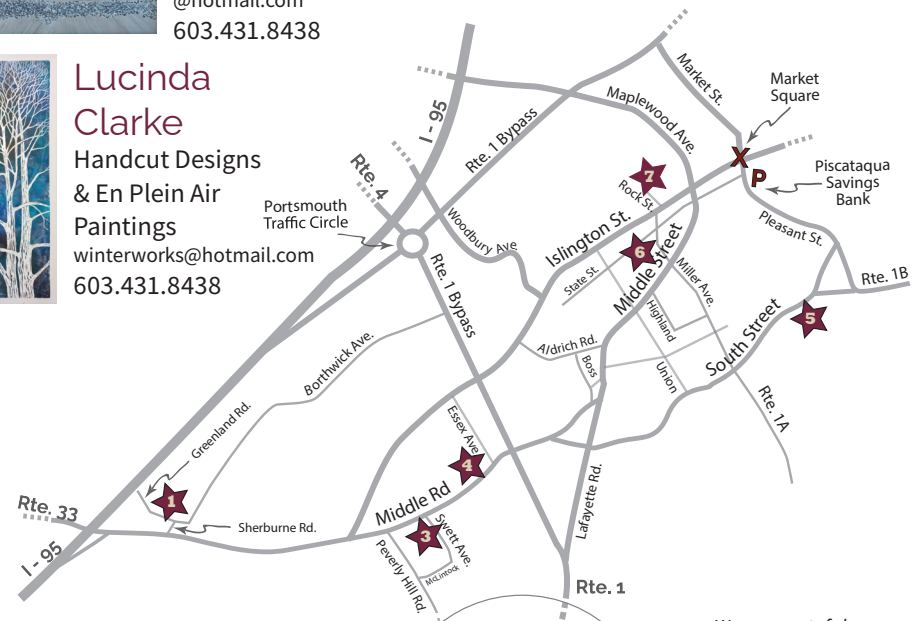 @hotmail.com
603.431.8438
Lucinda
Clarke
Handcut Designs
& En Plein Air
Paintings
winterworks@hotmail.com
603.431.8438
I - 95
Rte. 4
Portsmouth
Traffic Circle
Rte. 1 Bypass
Maplewood Ave.
Market St.
Market
Square
X
P
Piscataqua
Savings
Bank
7
Rock St.
Woodbury Ave
Islington St.
6
Middle Street
State St.
Pleasant St.
Rte. 1B
Miller Ave.
Highland
5
South Street
Rte. 1 Bypass
Aldrich Rd.
Boss
Union
Rte. 1A
Borthwick Ave.
Greenland Rd.
Essex Ave
4
1
Rte. 33
Sherburne Rd.
Middle Rd
Lafayette Rd.
3
Swett Ave.
McLintock
Peverly Hill Rd.
I - 95
Rte. 1